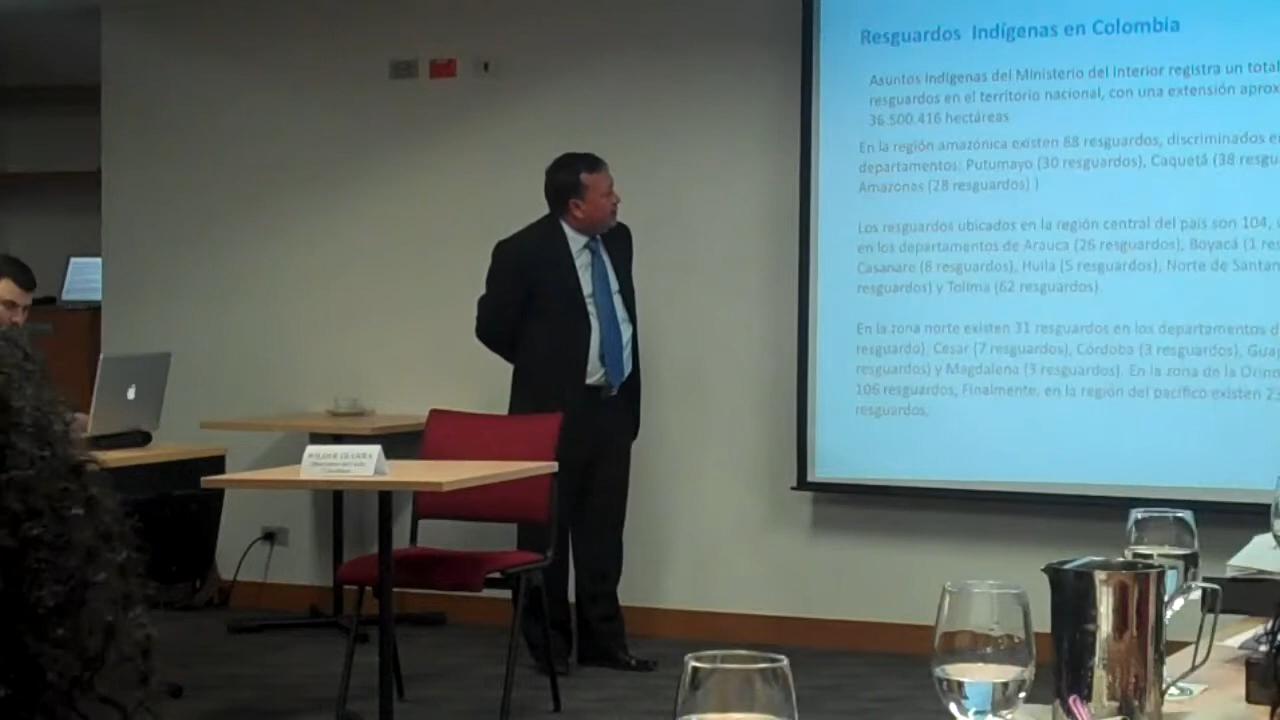 Resguardos Indígenas en Colombia
Asuntos Indígenas del Ministerio del Interior registra un total
resguardos en el territorio nacional, con una extensión aprox
36.500.416 hectáreas
En la región amazónica existen 88 resguardos, discriminados e
departamentos: Putumayo (30 resguardos), Caquetá (38 resgu
Amazonas (28 resguardos) )
Los resguardos ubicados en la región central del país son 104,
en los departamentos de Arauca (26 resguardos), Boyacá (1 res
Casanare (8 resguardos), Huila (5 resguardos), Norte de Santan
resguardos) y Tolima (62 resguardos).
En la zona norte existen 31 resguardos en los departamentos d
resguardo), Cesar (7 resguardos), Córdoba (3 resguardos), Guaj
resguardos) y Magdalena (3 resguardos). En la zona de la Orino
106 resguardos, Finalmente, en la región del pacífico existen 2
resguardos.